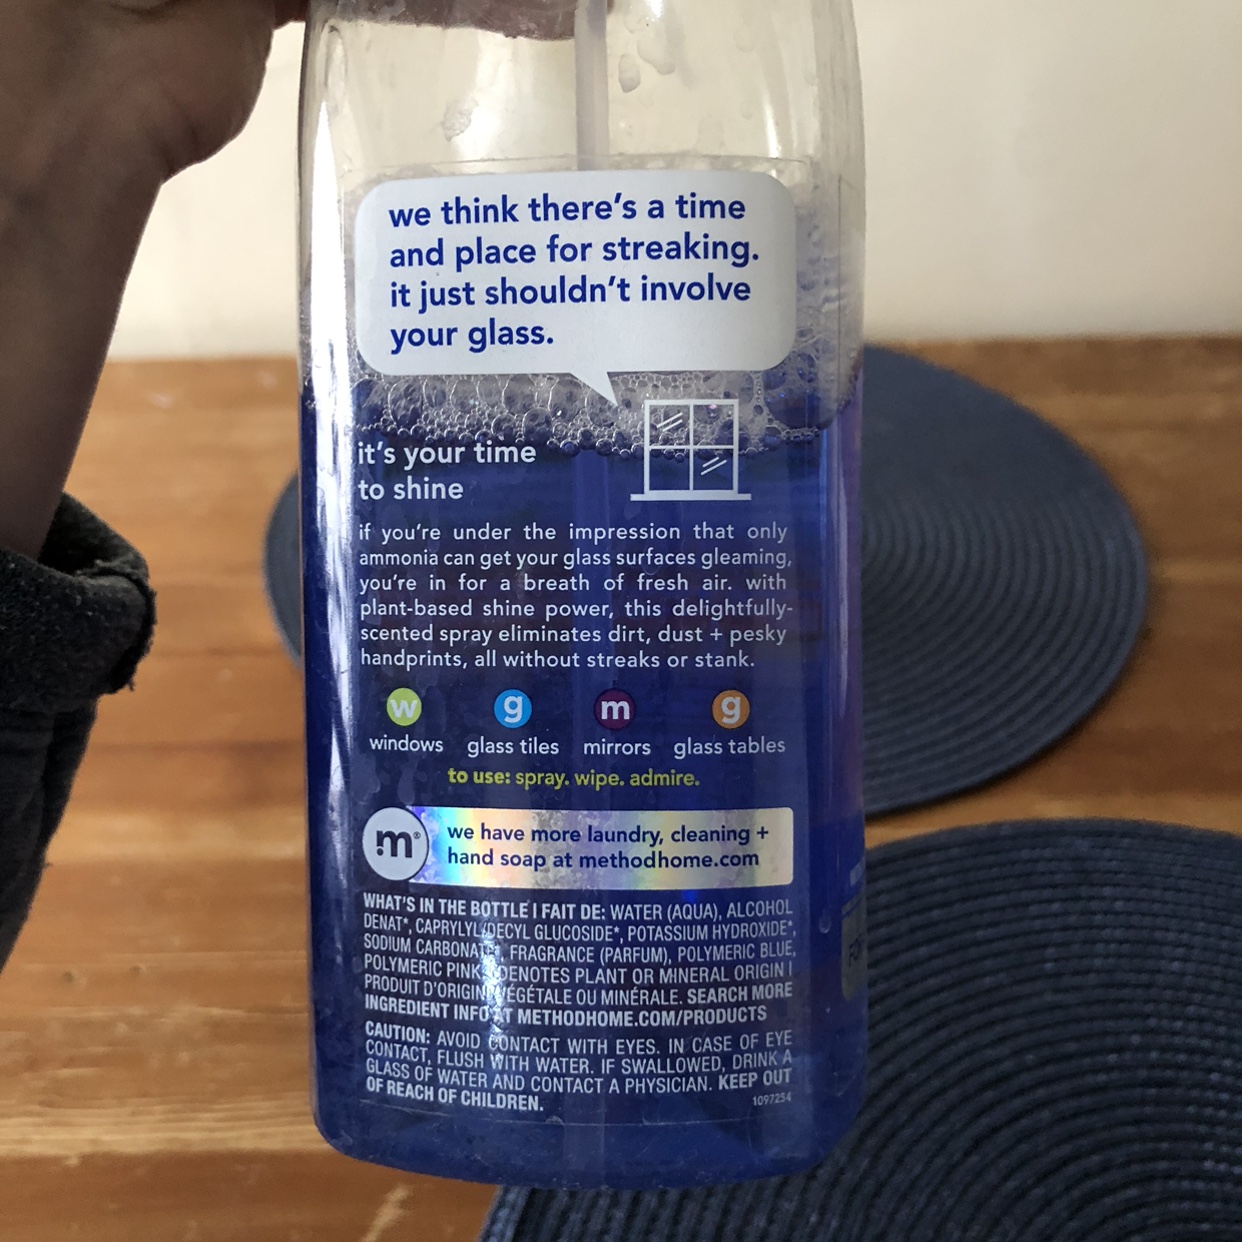 we think there's a time
and place for streaking.
it just shouldn't involve
your glass.
it's your time
to shine
if you're under the impression that only
ammonia can get your glass surfaces gleaming,
you're in for a breath of fresh air. with
plant-based shine power, this delightfully-
scented spray eliminates dirt, dust + pesky
handprints, all without streaks or stank.
w g m g
windows glass tiles mirrors glass tables
to use: spray. wipe. admire.
m®
we have more laundry, cleaning +
hand soap at methodhome.com
WHAT'S IN THE BOTTLE | FAIT DE: WATER (AQUA), ALCOHOL
DENAT*, CAPRYLYL/DECYL GLUCOSIDE*, POTASSIUM HYDROXIDE*,
SODIUM CARBONATE*, FRAGRANCE (PARFUM), POLYMERIC BLUE,
POLYMERIC PINK. *DENOTES PLANT OR MINERAL ORIGIN |
PRODUIT D'ORIGINE VÉGÉTALE OU MINÉRALE. SEARCH MORE
INGREDIENT INFO AT METHODHOME.COM/PRODUCTS
CAUTION: AVOID CONTACT WITH EYES. IN CASE OF EYE
CONTACT, FLUSH WITH WATER. IF SWALLOWED, DRINK A
GLASS OF WATER AND CONTACT A PHYSICIAN. KEEP OUT
OF REACH OF CHILDREN.
1097254